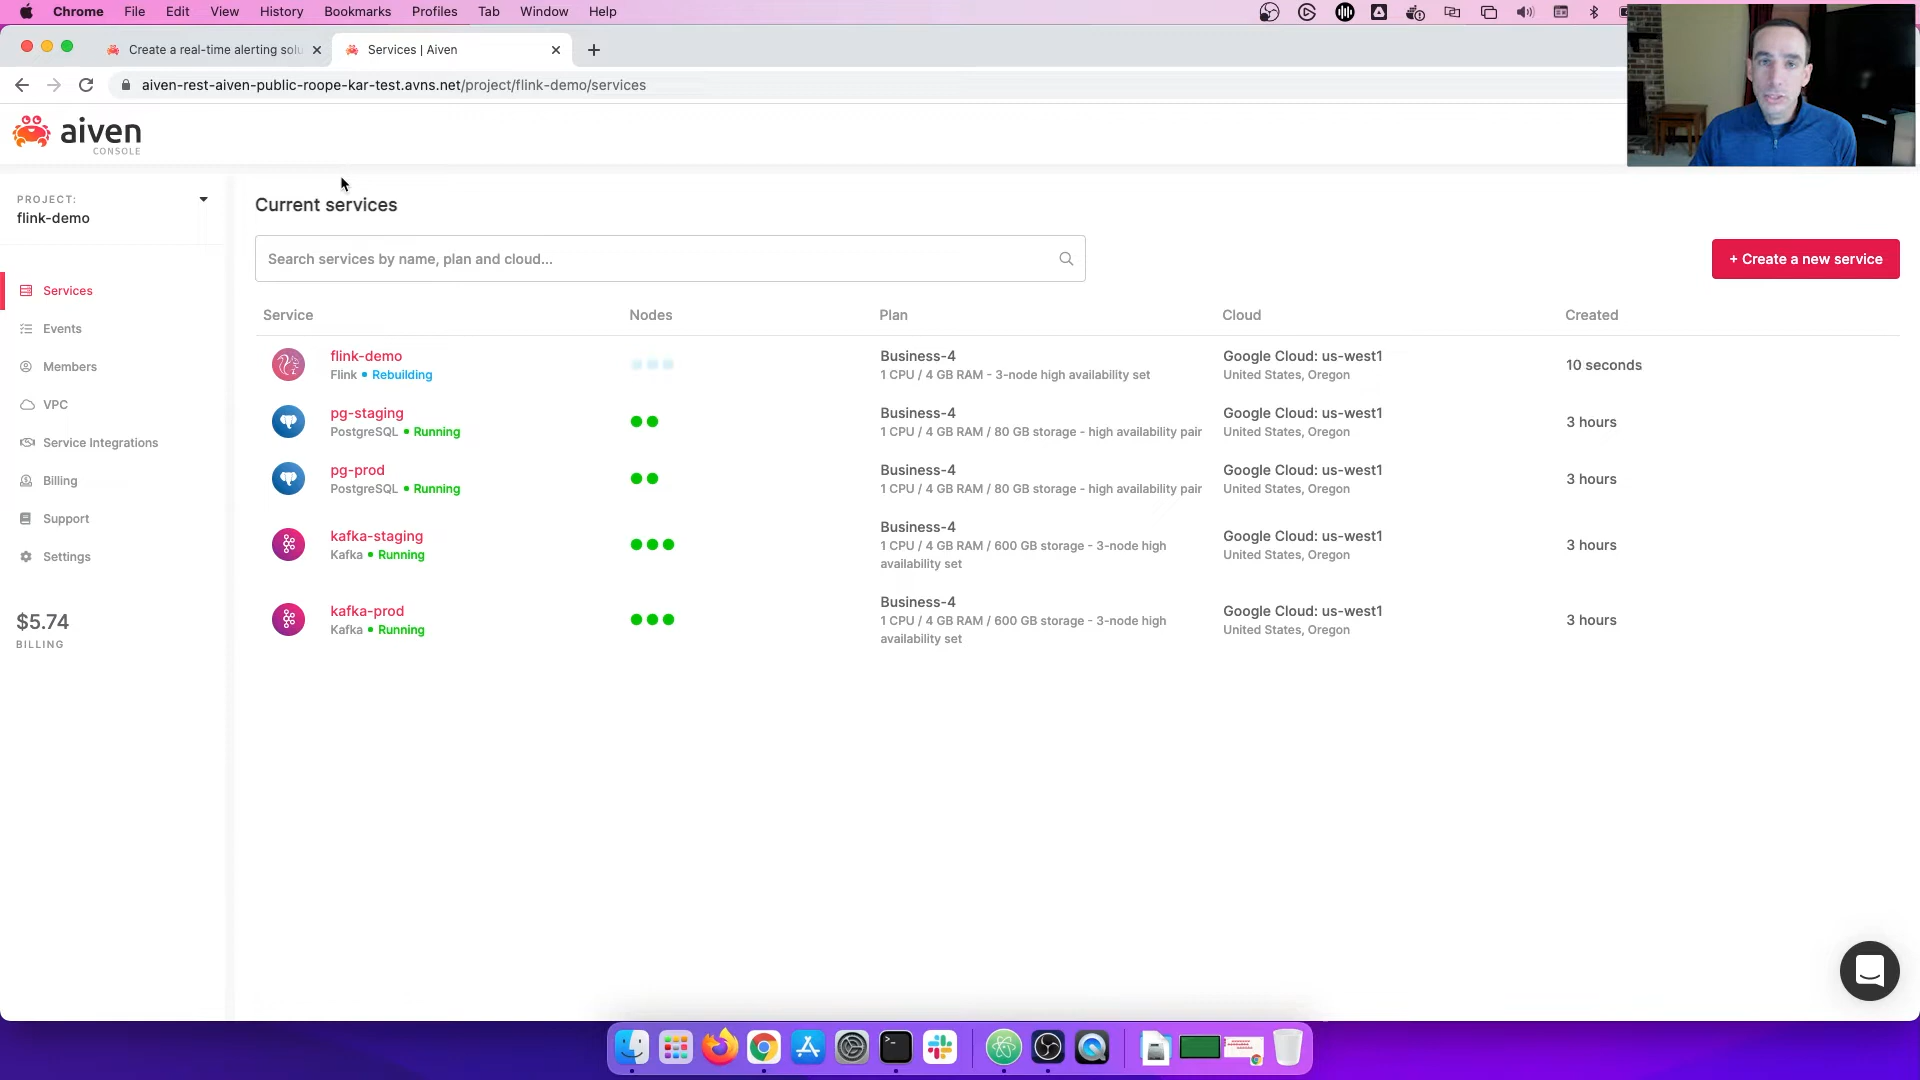 Chrome File Edit View History Bookmarks Profiles Tab Window Help
Create a real-time alerting solu
Services | Aiven
aiven-rest-aiven-public-roope-kar-test.avns.net/project/flink-demo/services
aiven
CONSOLE
PROJECT:
flink-demo
Services
Events
Members
VPC
Service Integrations
Billing
Support
Settings
$5.74
BILLING
Current services
Search services by name, plan and cloud...
+ Create a new service
Service Nodes Plan Cloud Created
flink-demo
Flink • Rebuilding
Business-4
1 CPU / 4 GB RAM - 3-node high availability set
Google Cloud: us-west1
United States, Oregon
10 seconds
pg-staging
PostgreSQL • Running
Business-4
1 CPU / 4 GB RAM / 80 GB storage - high availability pair
Google Cloud: us-west1
United States, Oregon
3 hours
pg-prod
PostgreSQL • Running
Business-4
1 CPU / 4 GB RAM / 80 GB storage - high availability pair
Google Cloud: us-west1
United States, Oregon
3 hours
kafka-staging
Kafka • Running
Business-4
1 CPU / 4 GB RAM / 600 GB storage - 3-node high
availability set
Google Cloud: us-west1
United States, Oregon
3 hours
kafka-prod
Kafka • Running
Business-4
1 CPU / 4 GB RAM / 600 GB storage - 3-node high
availability set
Google Cloud: us-west1
United States, Oregon
3 hours